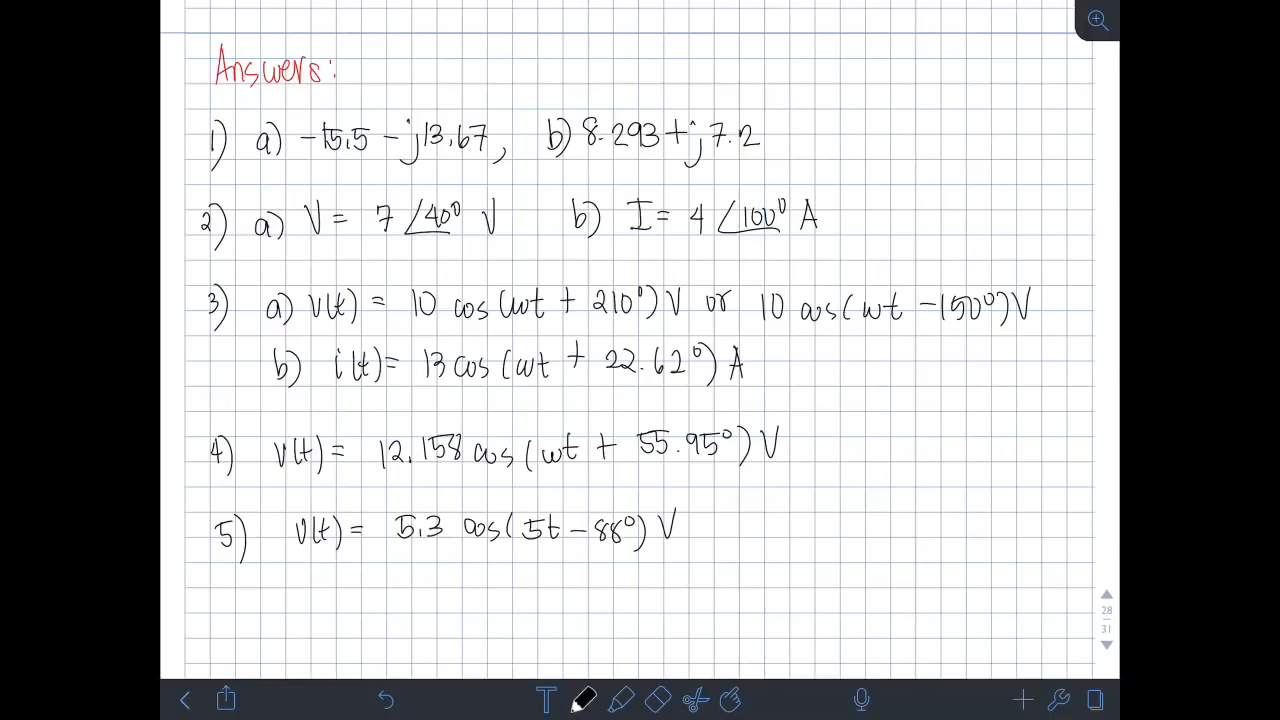 Answers:
1) a) -15.5 - j13.67, b) 8.293 + j7.2
2) a) V = 7 ∠40° V b) I = 4 ∠100° A
3) a) v(t) = 10 cos(ωt + 210°) V or 10 cos(ωt - 150°) V
b) i(t) = 13 cos(ωt + 22.62°) A
4) v(t) = 12.158 cos(ωt + 55.95°) V
5) v(t) = 5.3 cos(5t - 88°) V
28
31
T